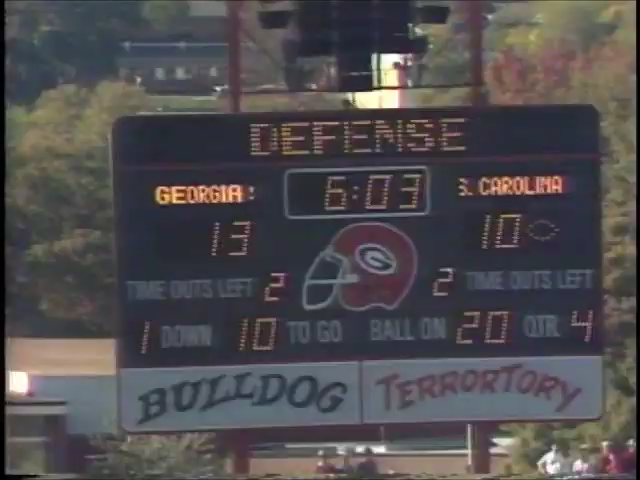 DEFENSE
GEORGIA: 6:03 S. CAROLINA
13 10
TIME OUTS LEFT 2 2 TIME OUTS LEFT
1 DOWN 10 TO GO BALL ON 20 QTR. 4
BULLDOG TERRORTORY
G